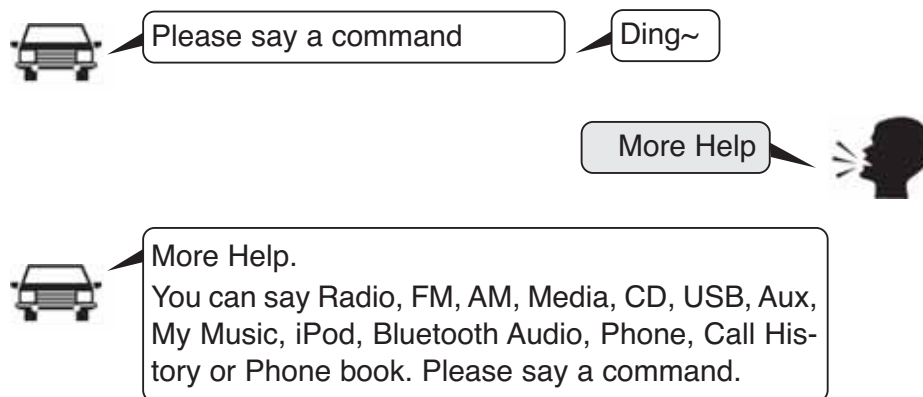 Please say a command
Ding~
More Help
More Help.
You can say Radio, FM, AM, Media, CD, USB, Aux,
My Music, iPod, Bluetooth Audio, Phone, Call His-
tory or Phone book. Please say a command.